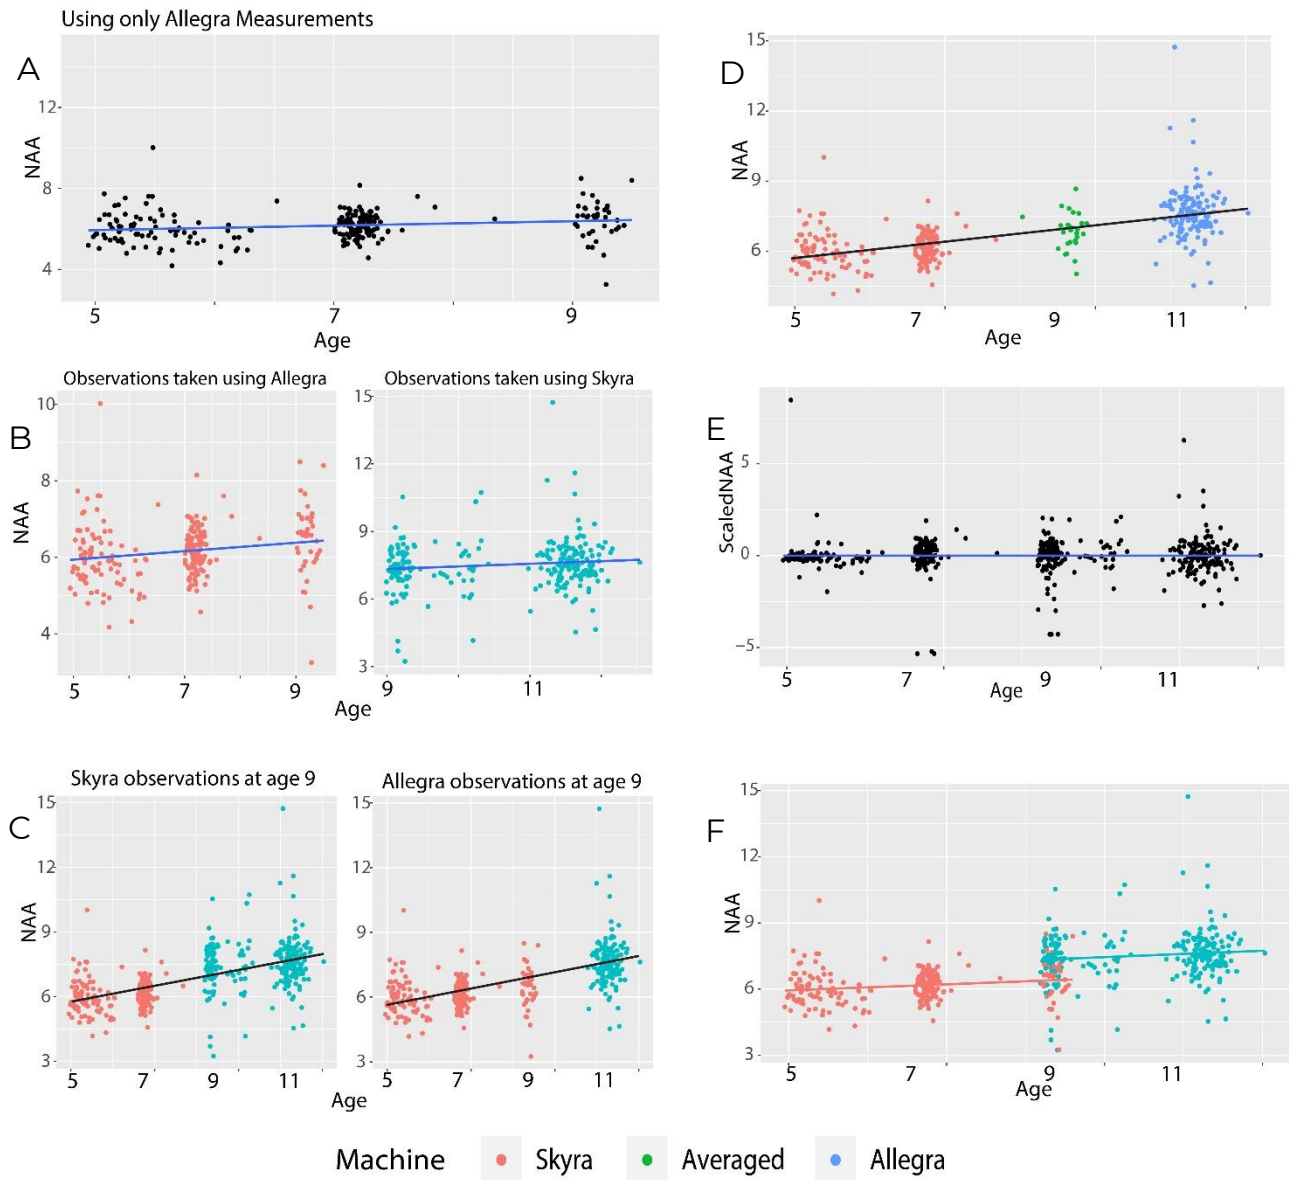 Using only Allegra Measurements
A
NAA
12
8
4
5 7 9
Age
D
NAA
15
12
9
6
5 7 9 11
Age
Observations taken using Allegra
Observations taken using Skyra
B
NAA
10
8
6
4
5 7 9
15
12
9
6
3
9 11
Age
E
ScaledNAA
5
0
−5
5 7 9 11
Age
Skyra observations at age 9
Allegra observations at age 9
C
NAA
15
12
9
6
3
5 7 9 11
15
12
9
6
3
5 7 9 11
Age
F
NAA
15
12
9
6
3
5 7 9 11
Age
Machine Skyra Averaged Allegra